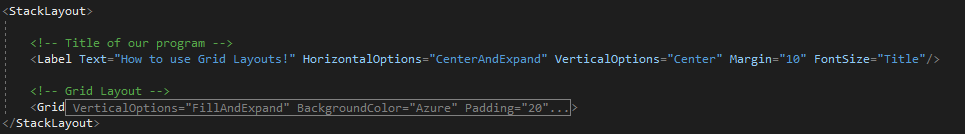 <StackLayout>
<!-- Title of our program -->
<Label Text="How to use Grid Layouts!" HorizontalOptions="CenterAndExpand" VerticalOptions="Center" Margin="10" FontSize="Title"/>
<!-- Grid Layout -->
<Grid VerticalOptions="FillAndExpand" BackgroundColor="Azure" Padding="20"...>
</StackLayout>